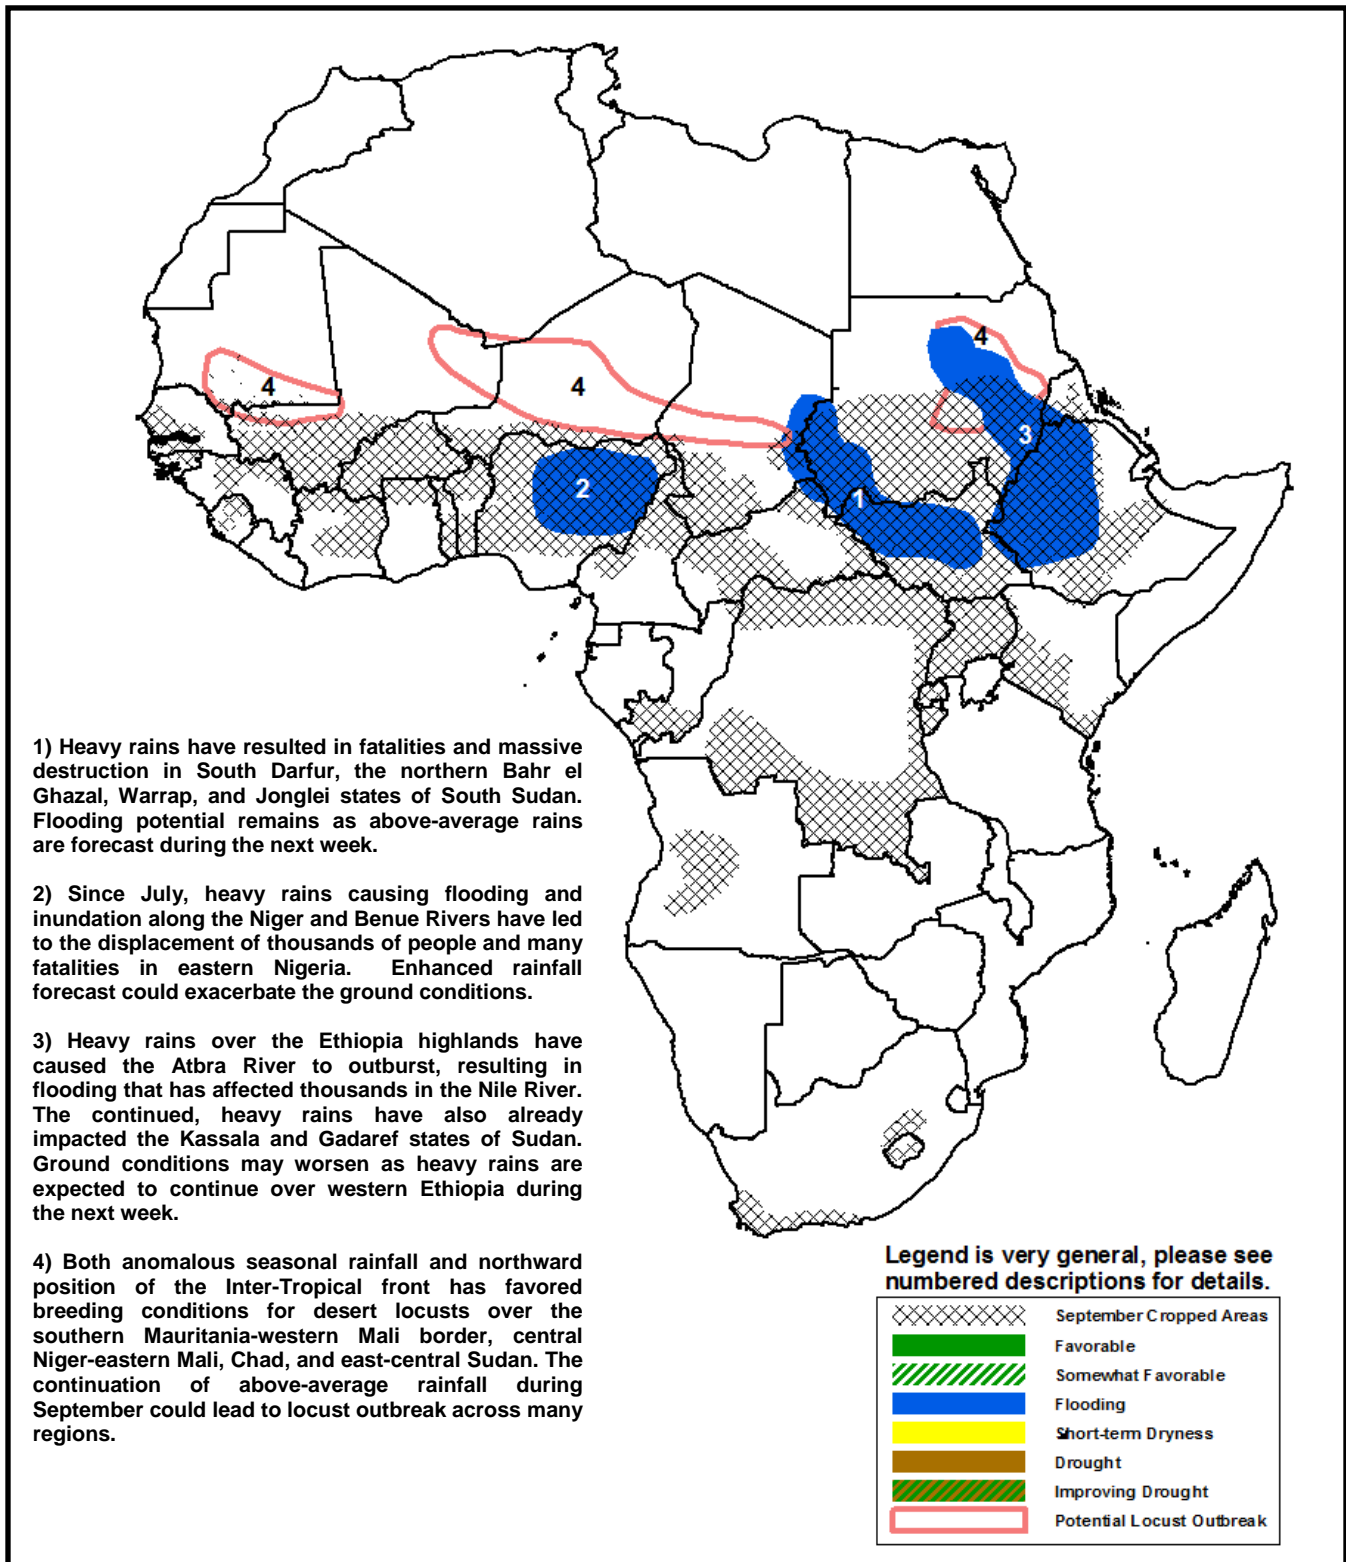 4
4
4
3
2
1
1) Heavy rains have resulted in fatalities and massive
destruction in South Darfur, the northern Bahr el
Ghazal, Warrap, and Jonglei states of South Sudan.
Flooding potential remains as above-average rains
are forecast during the next week.
2) Since July, heavy rains causing flooding and
inundation along the Niger and Benue Rivers have led
to the displacement of thousands of people and many
fatalities in eastern Nigeria. Enhanced rainfall
forecast could exacerbate the ground conditions.
3) Heavy rains over the Ethiopia highlands have
caused the Atbra River to outburst, resulting in
flooding that has affected thousands in the Nile River.
The continued, heavy rains have also already
impacted the Kassala and Gadaref states of Sudan.
Ground conditions may worsen as heavy rains are
expected to continue over western Ethiopia during
the next week.
4) Both anomalous seasonal rainfall and northward
position of the Inter-Tropical front has favored
breeding conditions for desert locusts over the
southern Mauritania-western Mali border, central
Niger-eastern Mali, Chad, and east-central Sudan. The
continuation of above-average rainfall during
September could lead to locust outbreak across many
regions.
Legend is very general, please see
numbered descriptions for details.
September Cropped Areas
Favorable
Somewhat Favorable
Flooding
Short-term Dryness
Drought
Improving Drought
Potential Locust Outbreak